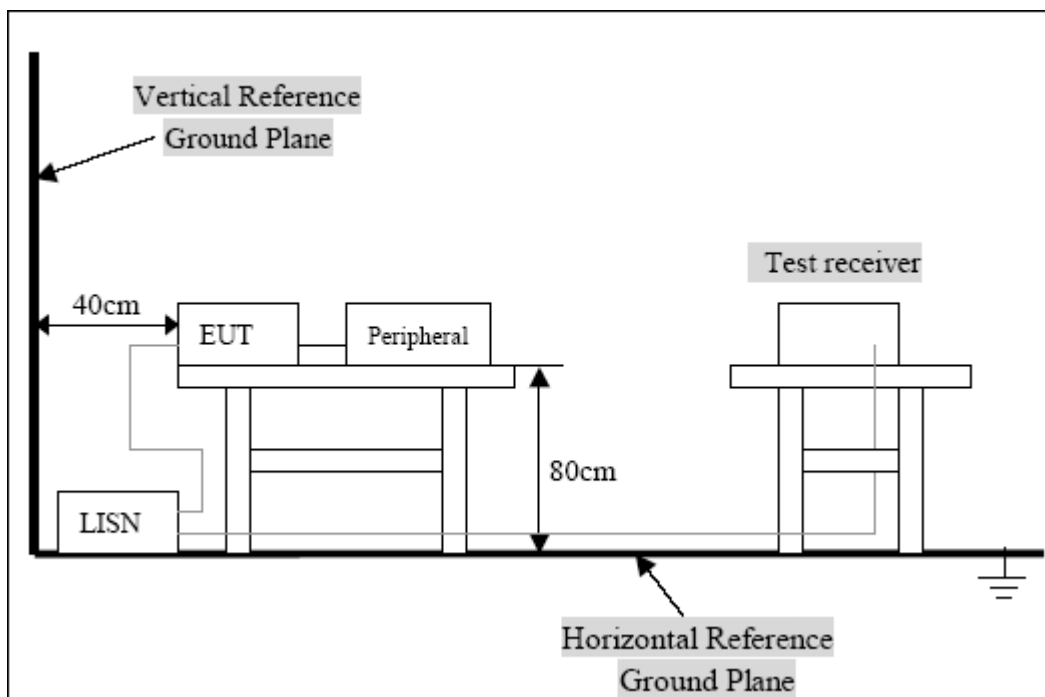 Vertical Reference
Ground Plane
Test receiver
40cm
EUT
Peripheral
80cm
LISN
Horizontal Reference
Ground Plane